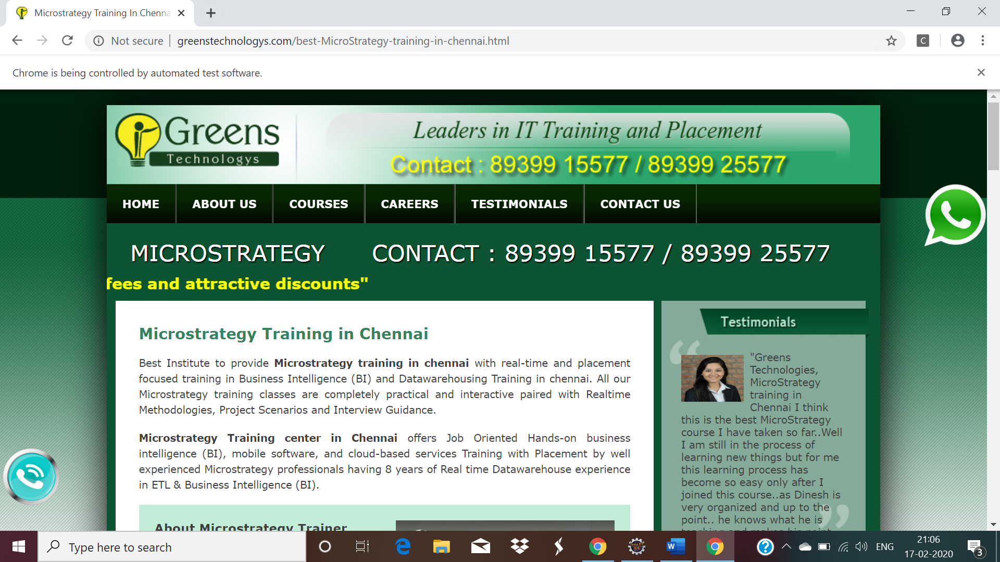 Microstrategy Training In Chenna
Not secure
greenstechnologys.com/best-MicroStrategy-training-in-chennai.html
C
Chrome is being controlled by automated test software.
Greens
Technologys
Leaders in IT Training and Placement
Contact : 89399 15577 / 89399 25577
HOME
ABOUT US
COURSES
CAREERS
TESTIMONIALS
CONTACT US
MICROSTRATEGY CONTACT : 89399 15577 / 89399 25577
fees and attractive discounts"
Microstrategy Training in Chennai
Best Institute to provide Microstrategy training in chennai with real-time and placement
focused training in Business Intelligence (BI) and Datawarehousing Training in chennai. All our
Microstrategy training classes are completely practical and interactive paired with Realtime
Methodologies, Project Scenarios and Interview Guidance.
Microstrategy Training center in Chennai offers Job Oriented Hands-on business
intelligence (BI), mobile software, and cloud-based services Training with Placement by well
experienced Microstrategy professionals having 8 years of Real time Datawarehouse experience
in ETL & Business Intelligence (BI).
About Microstrategy Trainer
Testimonials
"Greens
Technologies,
MicroStrategy
training in
Chennai I think
this is the best MicroStrategy
course I have taken so far..Well
I am still in the process of
learning new things but for me
this learning process has
become so easy only after I
joined this course..as Dinesh is
very organized and up to the
point.. he knows what he is
teaching and makes his point
Type here to search
Java EE
IDE
W
ENG
21:06
17-02-2020
3